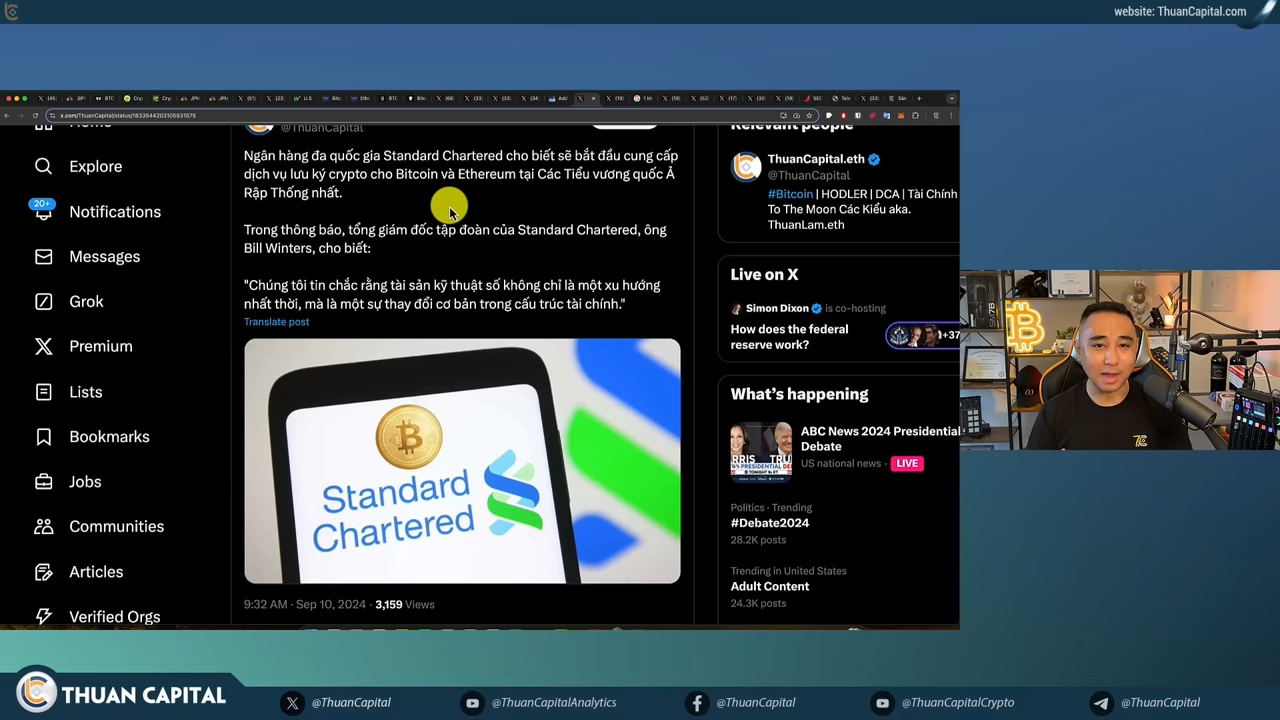 website: ThuanCapital.com
x.com/ThuanCapital/status/1833544203105931575
Home
@ThuanCapital
Relevant people
Explore
Ngân hàng đa quốc gia Standard Chartered cho biết sẽ bắt đầu cung cấp
dịch vụ lưu ký crypto cho Bitcoin và Ethereum tại Các Tiểu vương quốc Ả
Rập Thống nhất.
Trong thông báo, tổng giám đốc tập đoàn của Standard Chartered, ông
Bill Winters, cho biết:
"Chúng tôi tin chắc rằng tài sản kỹ thuật số không chỉ là một xu hướng
nhất thời, mà là một sự thay đổi cơ bản trong cấu trúc tài chính."
Translate post
Standard
Chartered
9:32 AM · Sep 10, 2024 · 3,159 Views
20+
Notifications
Messages
Grok
Premium
Lists
Bookmarks
Jobs
Communities
Articles
Verified Orgs
ThuanCapital.eth
@ThuanCapital
#Bitcoin | HODLER | DCA | Tài Chính
To The Moon Các Kiểu aka.
ThuanLam.eth
Live on X
Simon Dixon is co-hosting
How does the federal
reserve work?
+37
What's happening
ABC News 2024 Presidential
Debate
US national news · LIVE
Politics · Trending
#Debate2024
28.2K posts
Trending in United States
Adult Content
24.3K posts
THUAN CAPITAL
@ThuanCapital
@ThuanCapitalAnalytics
@ThuanCapital
@ThuanCapitalCrypto
@ThuanCapital